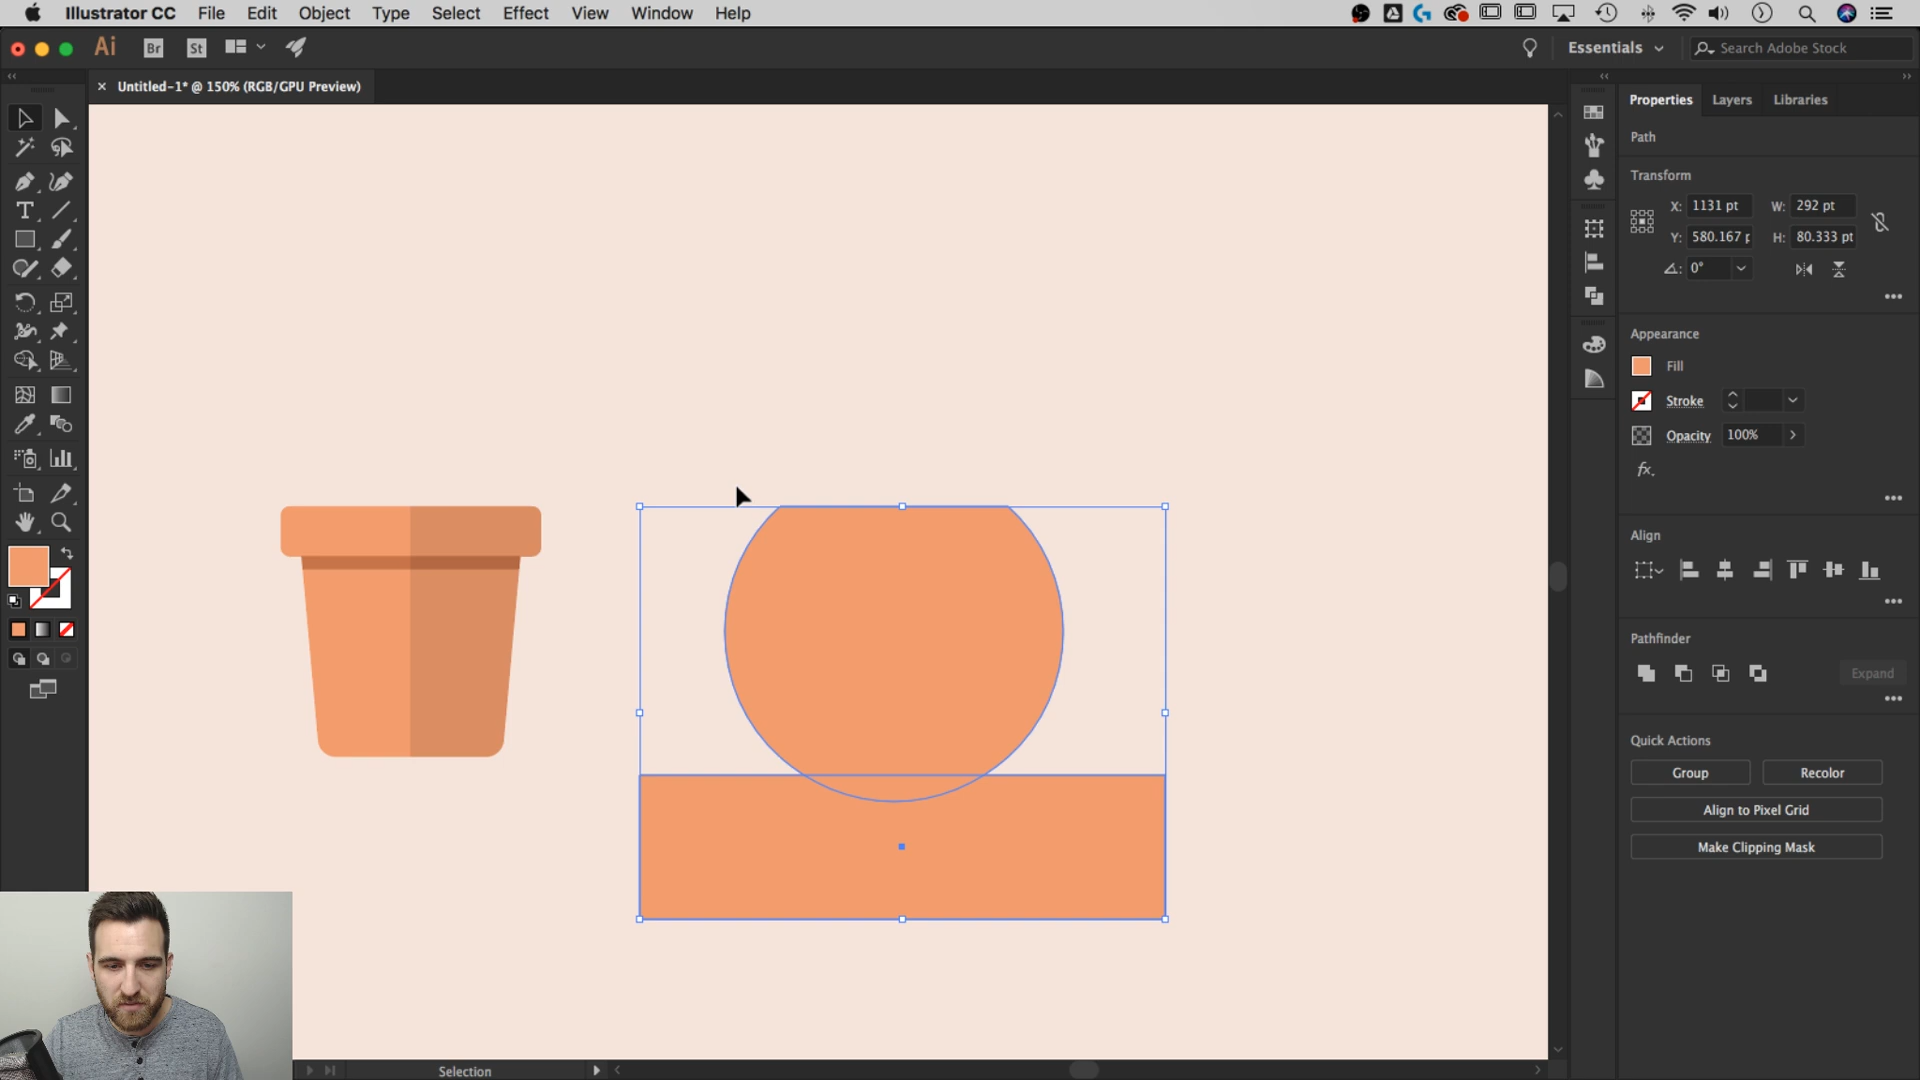 Illustrator CC File Edit Object Type Select Effect View Window Help
Ai Br St Essentials Search Adobe Stock
× Untitled-1* @ 150% (RGB/GPU Preview)
Properties Layers Libraries
Path
Transform
X: 1131 pt W: 292 pt
Y: 580.167 p H: 80.333 pt
0°
Appearance
Fill
Stroke
Opacity 100%
fx.
Align
Pathfinder
Expand
Quick Actions
Group Recolor
Align to Pixel Grid
Make Clipping Mask
Selection